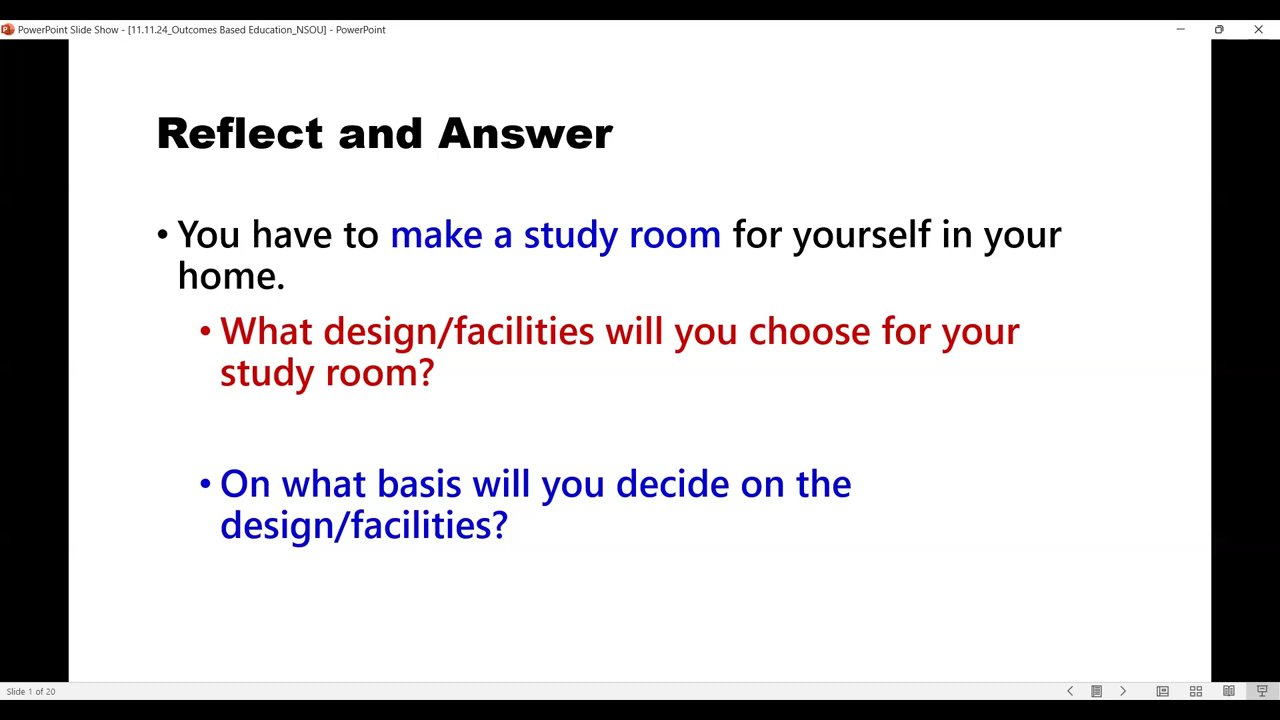 PowerPoint Slide Show - [11.11.24_Outcomes Based Education_NSOU] - PowerPoint
Reflect and Answer
• You have to make a study room for yourself in your
home.
• What design/facilities will you choose for your
study room?
• On what basis will you decide on the
design/facilities?
Slide 1 of 20